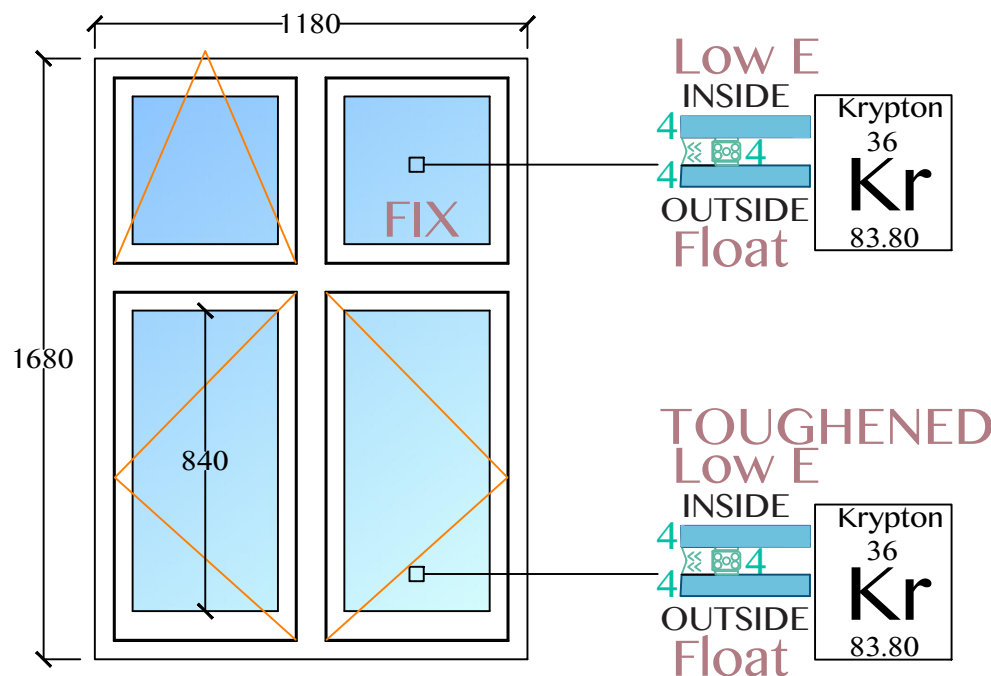 1180
1680
840
FIX
Low E
INSIDE
4
4
4
OUTSIDE
Float
Krypton
36
Kr
83.80
TOUGHENED
Low E
INSIDE
4
4
4
OUTSIDE
Float
Krypton
36
Kr
83.80